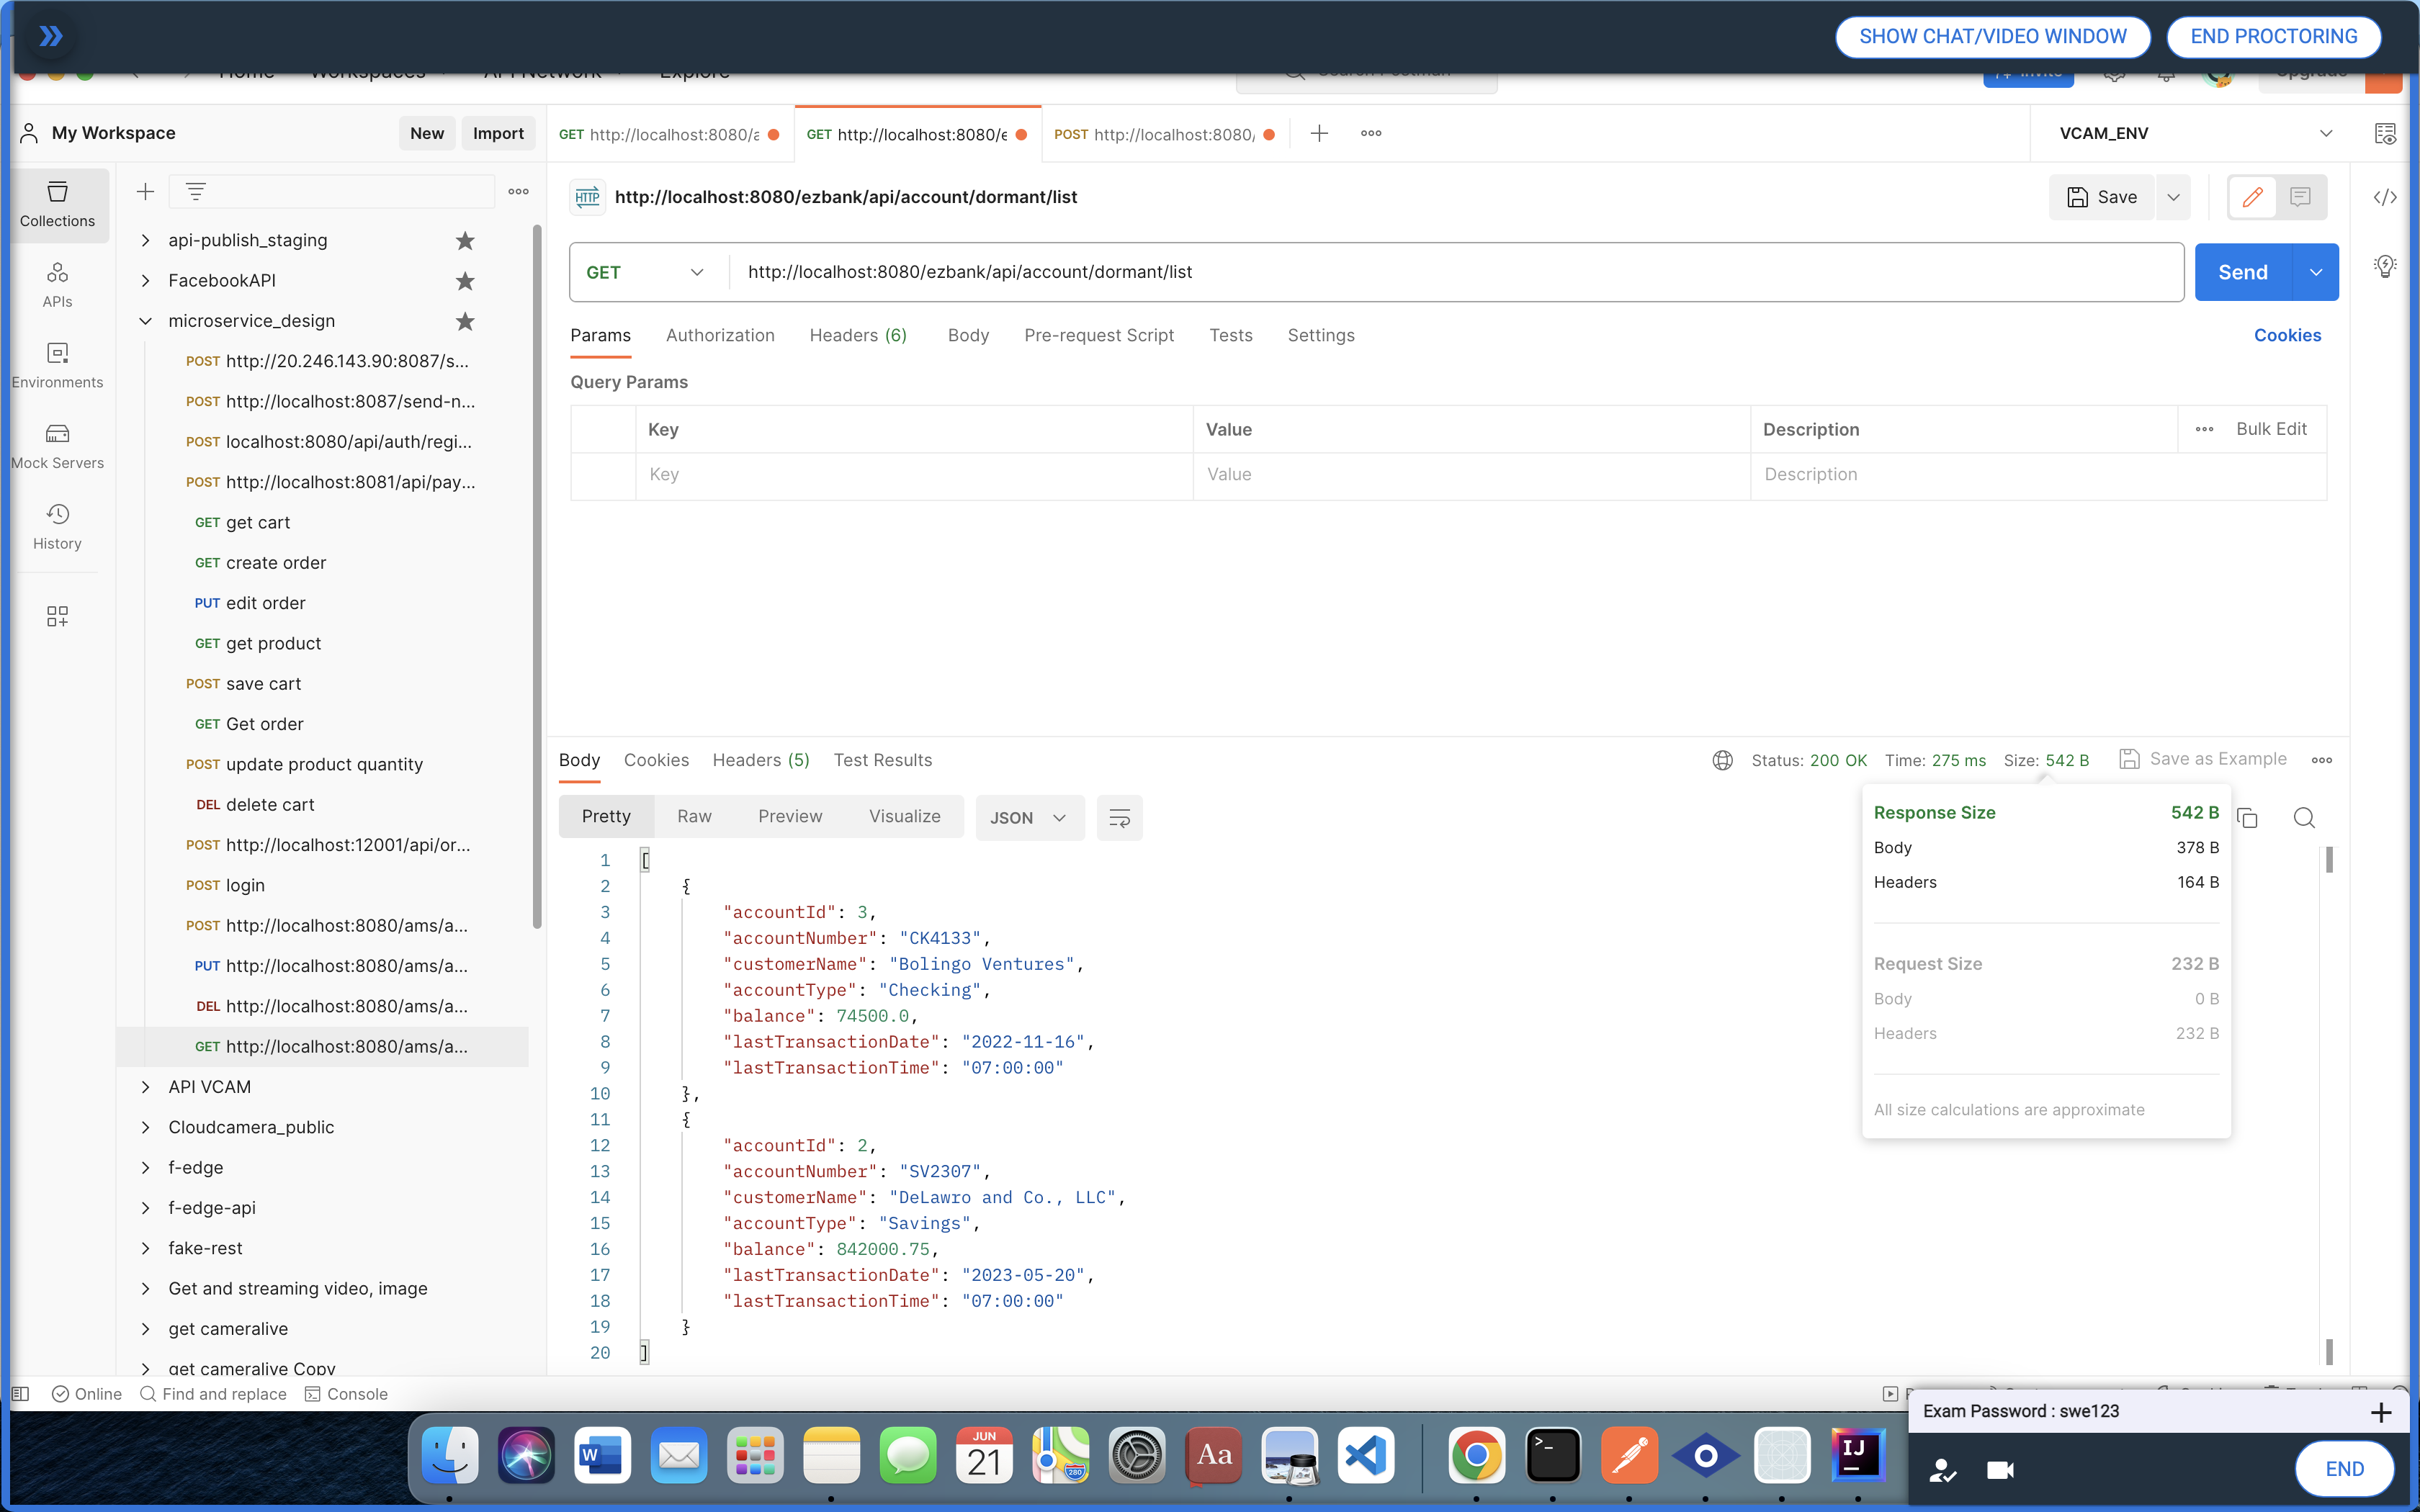 SHOW CHAT/VIDEO WINDOW
END PROCTORING
Home Workspaces API Network Explore
Search Postman
Invite
Upgrade
My Workspace
New
Import
GET http://localhost:8080/a
GET http://localhost:8080/e
POST http://localhost:8080/
VCAM_ENV
Collections
APIs
Environments
Mock Servers
History
api-publish_staging
FacebookAPI
microservice_design
POST http://20.246.143.90:8087/s...
POST http://localhost:8087/send-n...
POST localhost:8080/api/auth/regi...
POST http://localhost:8081/api/pay...
GET get cart
GET create order
PUT edit order
GET get product
POST save cart
GET Get order
POST update product quantity
DEL delete cart
POST http://localhost:12001/api/or...
POST login
POST http://localhost:8080/ams/a...
PUT http://localhost:8080/ams/a...
DEL http://localhost:8080/ams/a...
GET http://localhost:8080/ams/a...
API VCAM
Cloudcamera_public
f-edge
f-edge-api
fake-rest
Get and streaming video, image
get cameralive
get cameralive Copy
HTTP http://localhost:8080/ezbank/api/account/dormant/list
Save
GET http://localhost:8080/ezbank/api/account/dormant/list
Send
Params Authorization Headers (6) Body Pre-request Script Tests Settings Cookies
Query Params
Key Value Description Bulk Edit
Key Value Description
Body Cookies Headers (5) Test Results
Status: 200 OK Time: 275 ms Size: 542 B Save as Example
Pretty Raw Preview Visualize JSON
1 [
2 {
3 "accountId": 3,
4 "accountNumber": "CK4133",
5 "customerName": "Bolingo Ventures",
6 "accountType": "Checking",
7 "balance": 74500.0,
8 "lastTransactionDate": "2022-11-16",
9 "lastTransactionTime": "07:00:00"
10 },
11 {
12 "accountId": 2,
13 "accountNumber": "SV2307",
14 "customerName": "DeLawro and Co., LLC",
15 "accountType": "Savings",
16 "balance": 842000.75,
17 "lastTransactionDate": "2023-05-20",
18 "lastTransactionTime": "07:00:00"
19 }
20 ]
Response Size 542 B
Body 378 B
Headers 164 B
Request Size 232 B
Body 0 B
Headers 232 B
All size calculations are approximate
Online Find and replace Console
Exam Password : swe123
END
W
JUN
21
280
Aa
>_
IJ